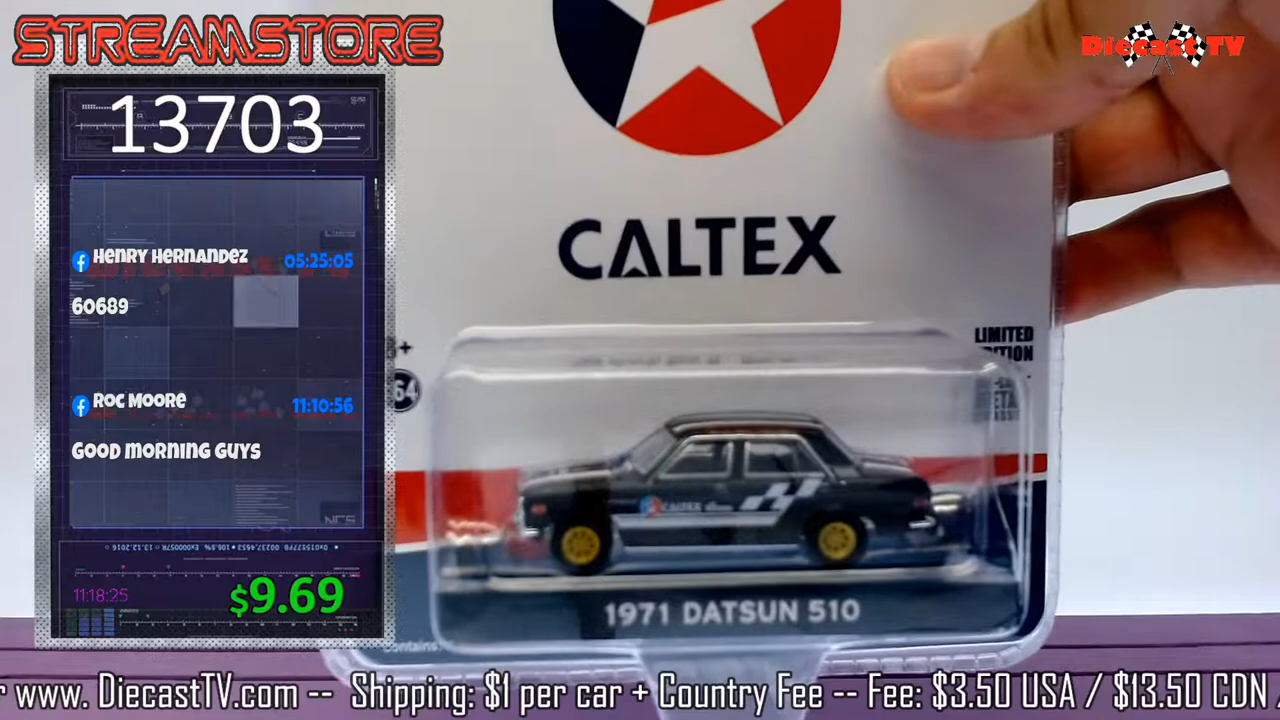 STREAMSTORE
Diecast TV
13703
Henry Hernandez 05:25:05
60689
Roc Moore 11:10:56
Good morning guys
11:18:25
$9.69
CALTEX
LIMITED
64
CALTEX
1971 DATSUN 510
www. DiecastTV.com -- Shipping: $1 per car + Country Fee -- Fee: $3.50 USA / $13.50 CDN